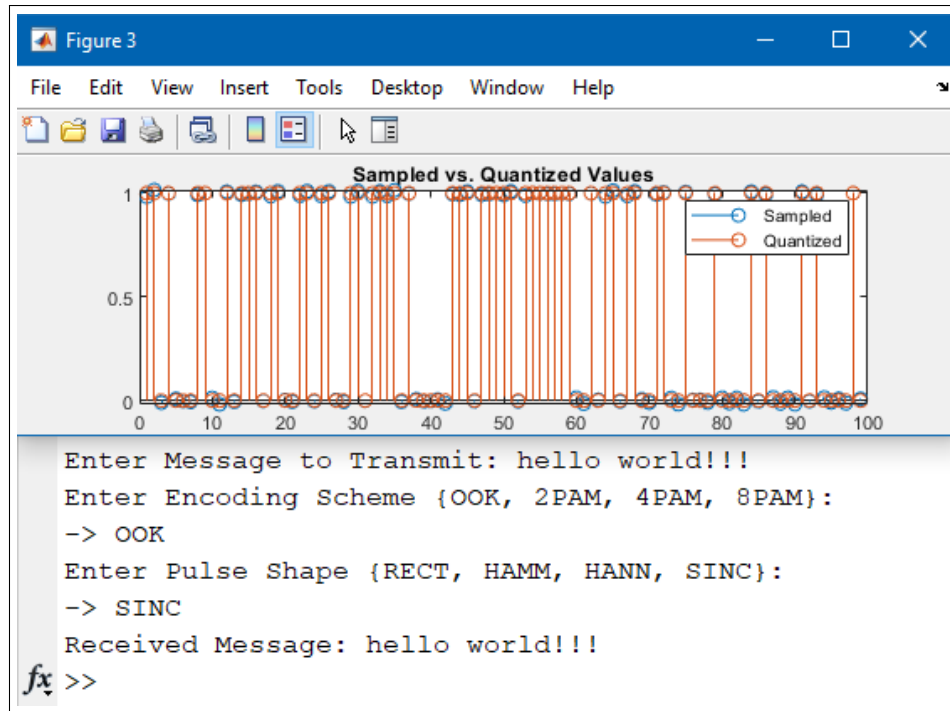 Figure 3
File Edit View Insert Tools Desktop Window Help
Sampled vs. Quantized Values
1
0.5
0
Sampled
Quantized
0 10 20 30 40 50 60 70 80 90 100
Enter Message to Transmit: hello world!!!
Enter Encoding Scheme {OOK, 2PAM, 4PAM, 8PAM}:
-> OOK
Enter Pulse Shape {RECT, HAMM, HANN, SINC}:
-> SINC
Received Message: hello world!!!
fx >>